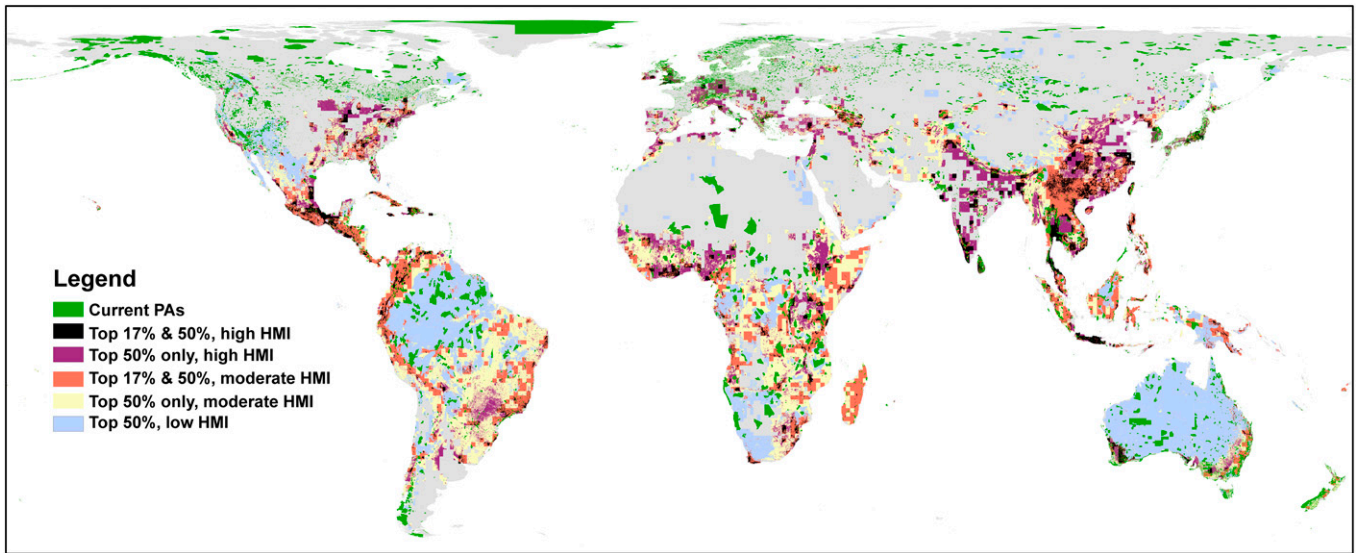 Legend
Current PAs
Top 17% & 50%, high HMI
Top 50% only, high HMI
Top 17% & 50%, moderate HMI
Top 50% only, moderate HMI
Top 50%, low HMI